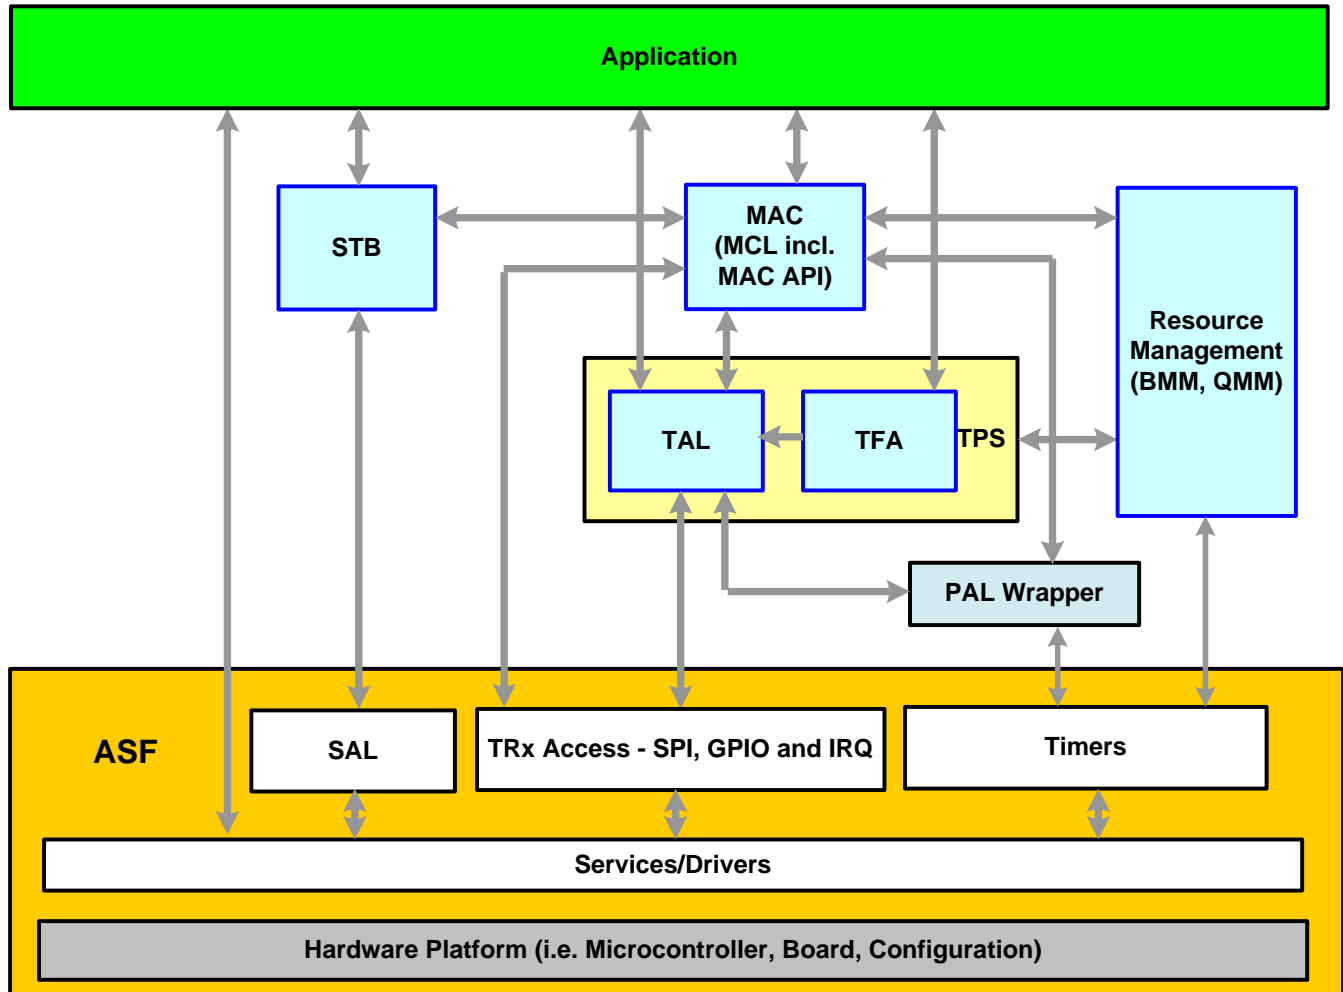 Application
STB
MAC
(MCL incl.
MAC API)
Resource
Management
(BMM, QMM)
TAL
TFA
TPS
PAL Wrapper
ASF
SAL
TRx Access - SPI, GPIO and IRQ
Timers
Services/Drivers
Hardware Platform (i.e. Microcontroller, Board, Configuration)